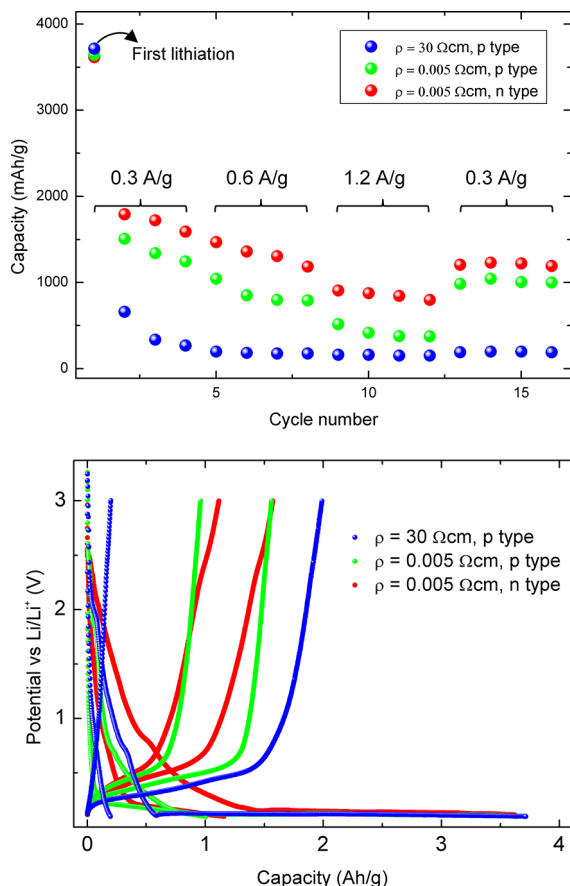 4000
3000
2000
1000
0
Capacity (mAh/g)
First lithiation
ρ = 30 Ωcm, p type
ρ = 0.005 Ωcm, p type
ρ = 0.005 Ωcm, n type
0.3 A/g 0.6 A/g 1.2 A/g 0.3 A/g
5 10 15
Cycle number
3
2
1
Potential vs Li/Li⁺ (V)
ρ = 30 Ωcm, p type
ρ = 0.005 Ωcm, p type
ρ = 0.005 Ωcm, n type
0 1 2 3 4
Capacity (Ah/g)